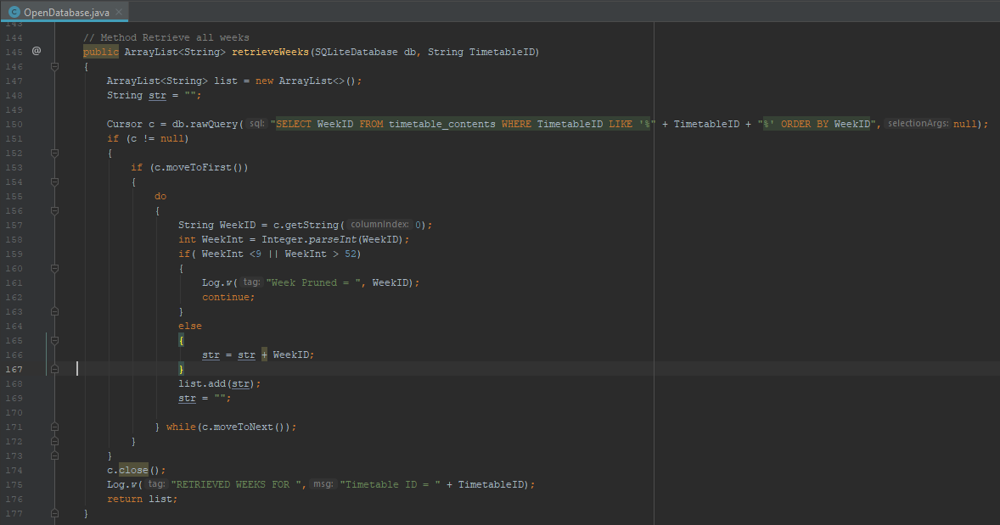 OpenDatabase.java
143
144 // Method Retrieve all weeks
145 @ public ArrayList<String> retrieveWeeks(SQLiteDatabase db, String TimetableID)
146 {
147 ArrayList<String> list = new ArrayList<>();
148 String str = "";
149
150 Cursor c = db.rawQuery( sql: "SELECT WeekID FROM timetable_contents WHERE TimetableID LIKE '%" + TimetableID + "%' ORDER BY WeekID", selectionArgs: null);
151 if (c != null)
152 {
153 if (c.moveToFirst())
154 {
155 do
156 {
157 String WeekID = c.getString( columnIndex: 0);
158 int WeekInt = Integer.parseInt(WeekID);
159 if( WeekInt <9 || WeekInt > 52)
160 {
161 Log.v( tag: "Week Pruned = ", WeekID);
162 continue;
163 }
164 else
165 {
166 str = str + WeekID;
167 }
168 list.add(str);
169 str = "";
170
171 } while(c.moveToNext());
172 }
173 }
174 c.close();
175 Log.v( tag: "RETRIEVED WEEKS FOR ", msg: "Timetable ID = " + TimetableID);
176 return list;
177 }